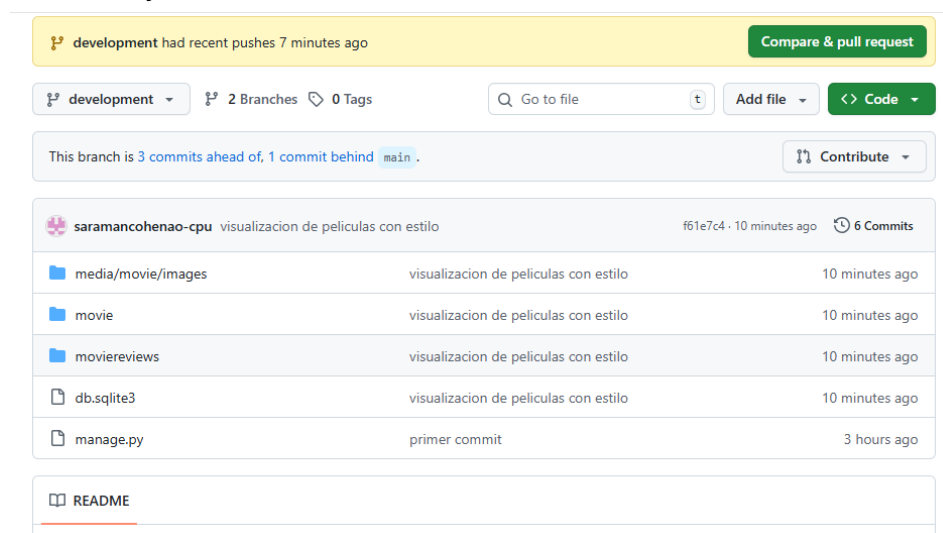 development had recent pushes 7 minutes ago Compare & pull request
development 2 Branches 0 Tags Go to file t Add file <> Code
This branch is 3 commits ahead of, 1 commit behind main . Contribute
saramancohenao-cpu visualizacion de peliculas con estilo f61e7c4 · 10 minutes ago 6 Commits
media/movie/images visualizacion de peliculas con estilo 10 minutes ago
movie visualizacion de peliculas con estilo 10 minutes ago
moviereviews visualizacion de peliculas con estilo 10 minutes ago
db.sqlite3 visualizacion de peliculas con estilo 10 minutes ago
manage.py primer commit 3 hours ago
README